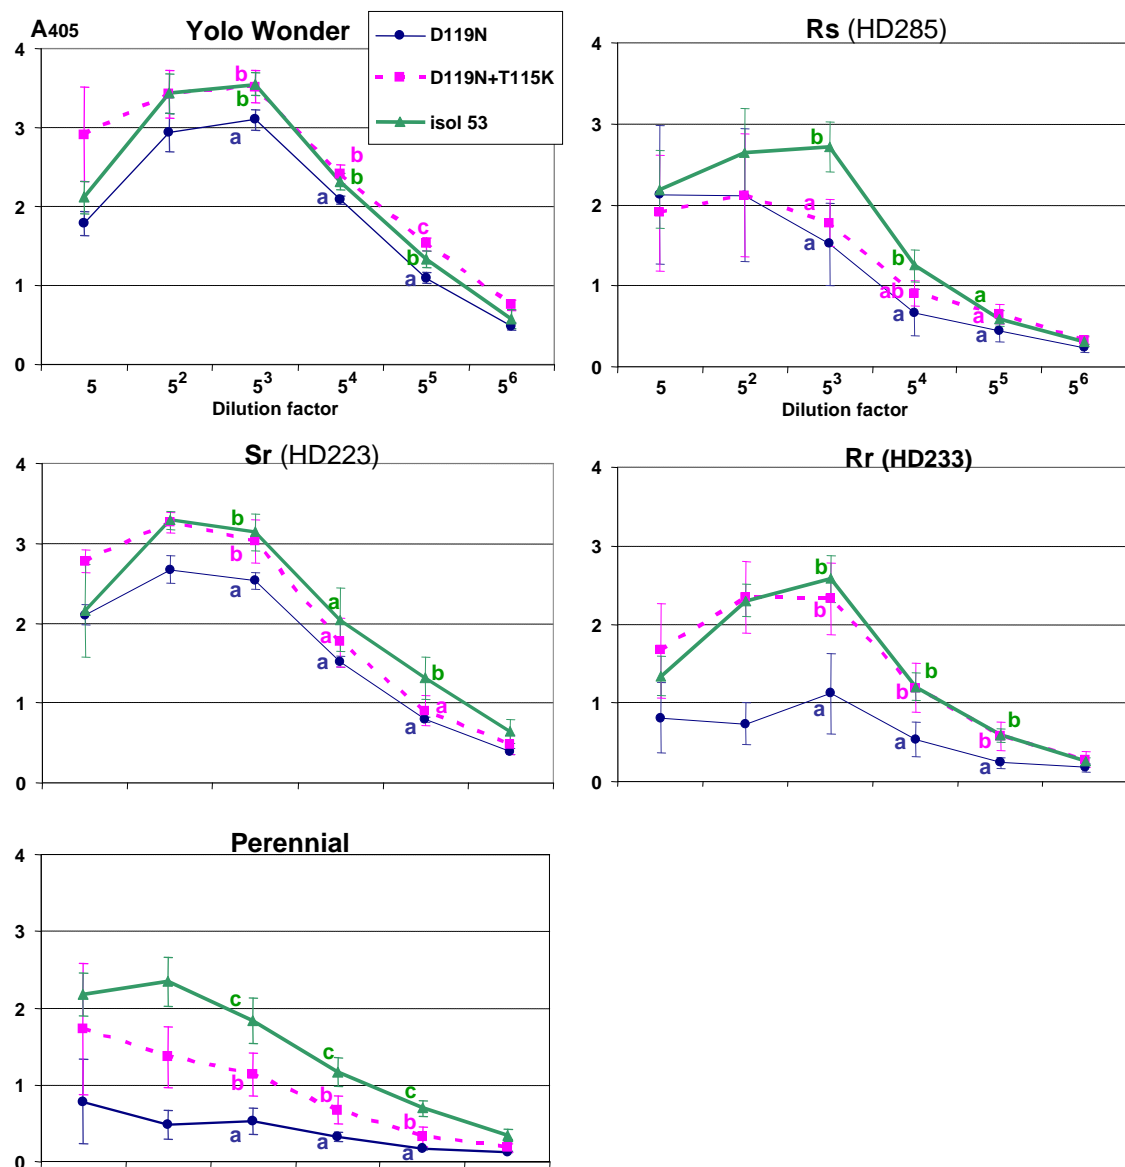 A405
Yolo Wonder
D119N
D119N+T115K
isol 53
4
3
2
1
0
b
b
a
b
b
a
c
b
a
5 5² 5³ 5⁴ 5⁵ 5⁶
Dilution factor
Rs (HD285)
4
3
2
1
0
b
a
a
b
ab
a
a
a
a
5 5² 5³ 5⁴ 5⁵ 5⁶
Dilution factor
Sr (HD223)
4
3
2
1
0
b
b
a
a
a
a
b
a
a
Rr (HD233)
4
3
2
1
0
b
b
a
b
b
a
b
b
a
Perennial
4
3
2
1
0
c
b
a
c
b
a
c
b
a